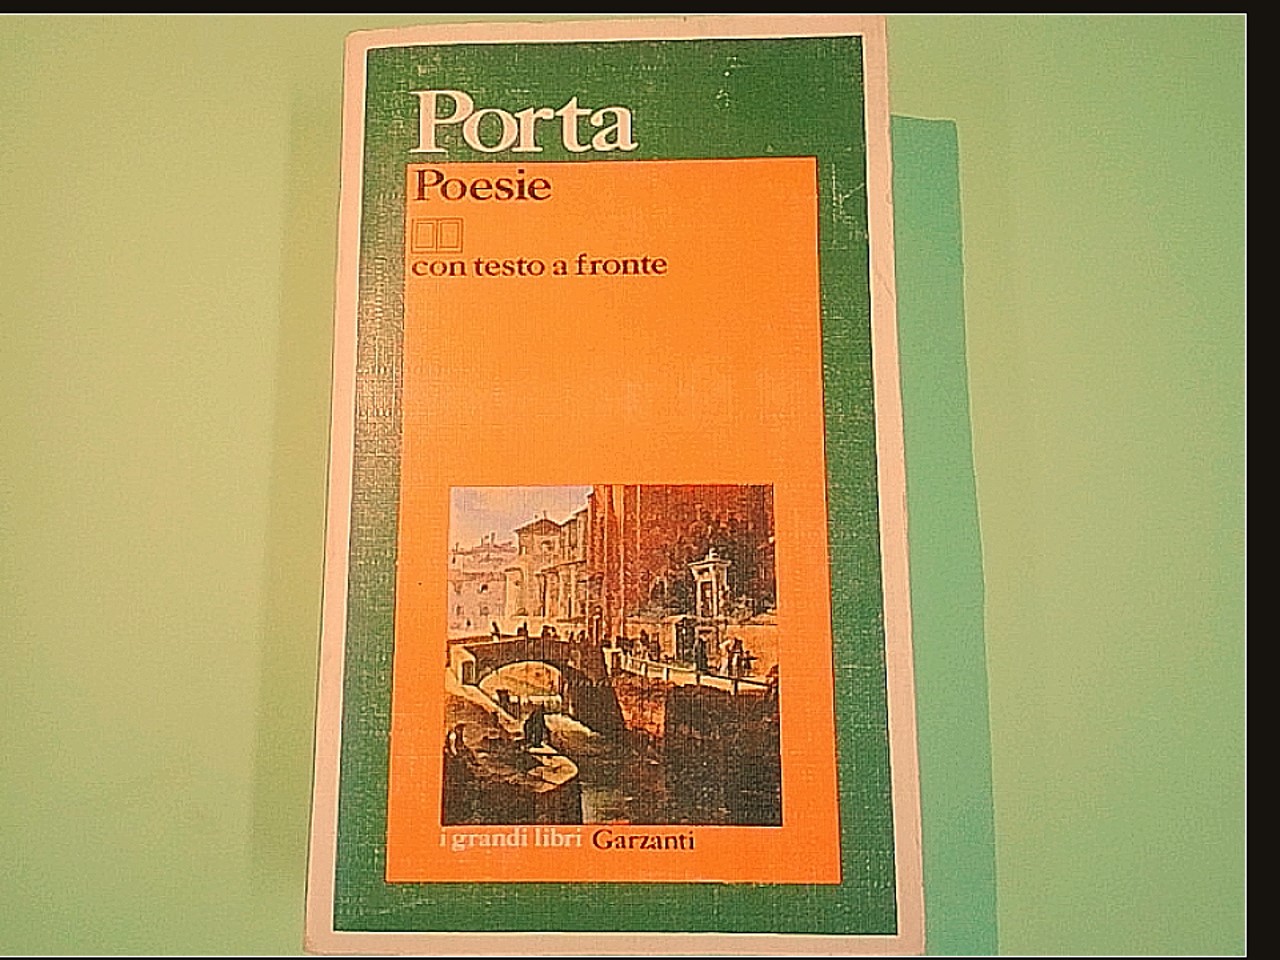 Porta
Poesie
con testo a fronte
i grandi libri Garzanti